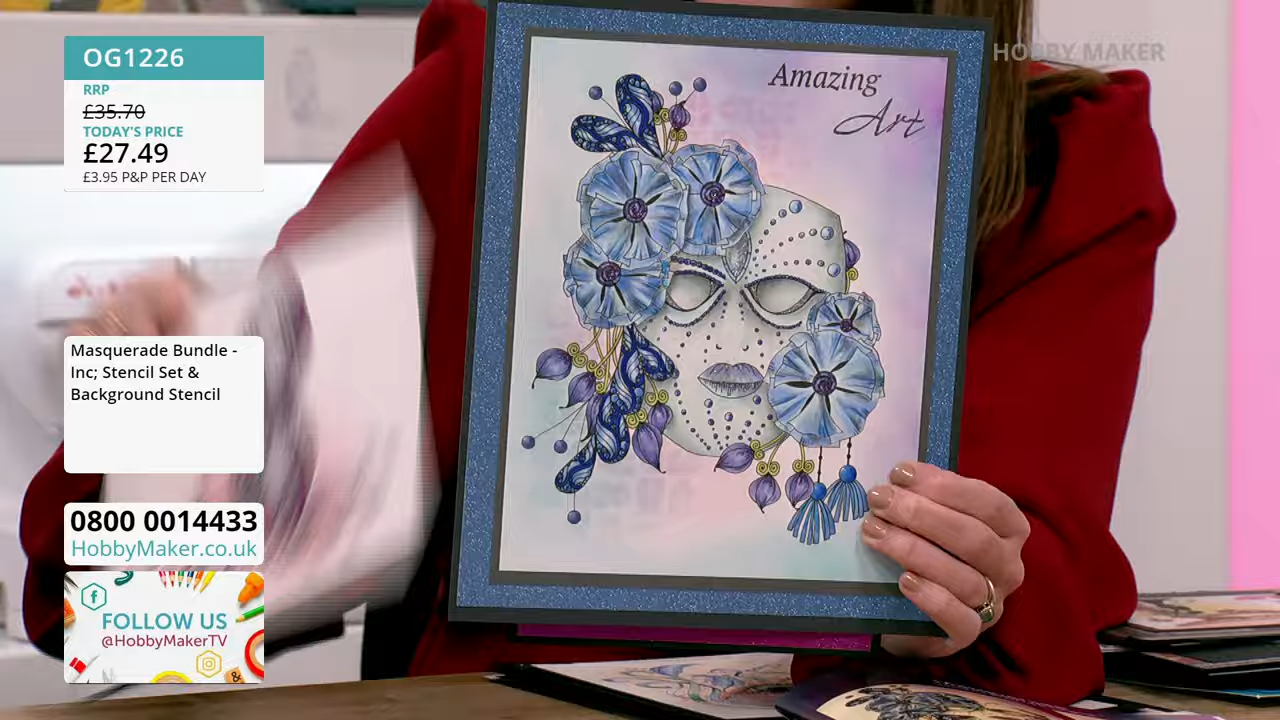 OG1226
RRP
£35.70
TODAY'S PRICE
£27.49
£3.95 P&P PER DAY
Masquerade Bundle -
Inc; Stencil Set &
Background Stencil
0800 0014433
HobbyMaker.co.uk
FOLLOW US
@HobbyMakerTV
HOBBY MAKER
Amazing
Art